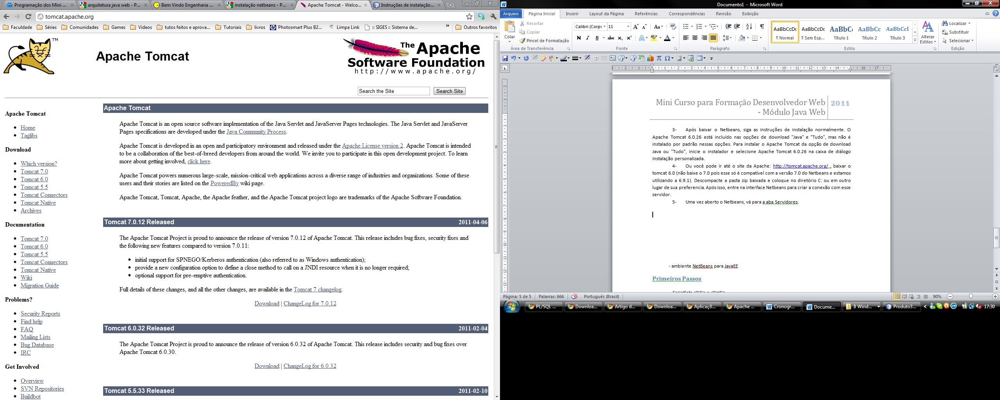 Programação dos Mini ...
arquitetura java web - P...
Bem Vindo Engenharia ...
instalação netbeans - P...
Apache Tomcat - Welco...
Instruções de instalação...
tomcat.apache.org
Faculdade
Séries
Comunidades
Games
Videos
tutos feitos e aprova...
Tutoriais
livros
Photosmart Plus B2...
Limpa Link
:: SIGES :: Sistema de...
»
Outros favoritos
TM
Apache Tomcat
The Apache
Software Foundation
http://www.apache.org/
Search the Site
Search Site
Apache Tomcat
Home
Taglibs
Download
Which version?
Tomcat 7.0
Tomcat 6.0
Tomcat 5.5
Tomcat Connectors
Tomcat Native
Archives
Documentation
Tomcat 7.0
Tomcat 6.0
Tomcat 5.5
Tomcat Connectors
Tomcat Native
Wiki
Migration Guide
Problems?
Security Reports
Find help
FAQ
Mailing Lists
Bug Database
IRC
Get Involved
Overview
SVN Repositories
Buildbot
Apache Tomcat
Apache Tomcat is an open source software implementation of the Java Servlet and JavaServer Pages technologies. The Java Servlet and JavaServer
Pages specifications are developed under the Java Community Process.
Apache Tomcat is developed in an open and participatory environment and released under the Apache License version 2. Apache Tomcat is intended
to be a collaboration of the best-of-breed developers from around the world. We invite you to participate in this open development project. To learn
more about getting involved, click here.
Apache Tomcat powers numerous large-scale, mission-critical web applications across a diverse range of industries and organizations. Some of these
users and their stories are listed on the PoweredBy wiki page.
Apache Tomcat, Tomcat, Apache, the Apache feather, and the Apache Tomcat project logo are trademarks of the Apache Software Foundation.
Tomcat 7.0.12 Released 2011-04-06
The Apache Tomcat Project is proud to announce the release of version 7.0.12 of Apache Tomcat. This release includes bug fixes, security fixes and
the following new features compared to version 7.0.11:
initial support for SPNEGO/Kerberos authentication (also referred to as Windows authentication);
provide a new configuration option to define a close method to call on a JNDI resource when it is no longer required;
optional support for pre-emptive authentication.
Full details of these changes, and all the other changes, are available in the Tomcat 7 changelog.
Download | ChangeLog for 7.0.12
Tomcat 6.0.32 Released 2011-02-04
The Apache Tomcat Project is proud to announce the release of version 6.0.32 of Apache Tomcat. This release includes security and bug fixes over
Apache Tomcat 6.0.30.
Download | ChangeLog for 6.0.32
Tomcat 5.5.33 Released 2011-02-10
Documento1 - Microsoft Word
Arquivo
Página Inicial
Inserir
Layout da Página
Referências
Correspondências
Revisão
Exibição
Colar
Recortar
Copiar
Pincel de Formatação
Área de Transferência
Calibri (Corpo
11
Fonte
Parágrafo
AaBbCcDc
¶ Normal
AaBbCcDc
¶ Sem Esp...
AaBbC
Título 1
AaBbCc
Título 2
AaBbCcI
Título 3
Alterar
Estilos
Estilo
Localizar
Substituir
Selecionar
Edição
Mini Curso para Formação Desenvolvedor Web
- Módulo Java Web
2011
3- Após baixar o Netbeans, siga as instruções de instalação normalmente. O
Apache Tomcat 6.0.26 está incluído nas opções de download "Java" e "Tudo", mas não é
instalado por padrão nessas opções. Para instalar o Apache Tomcat da opção de download
Java ou "Tudo", inicie o instalador e selecione Apache Tomcat 6.0.26 na caixa de diálogo
Instalação personalizada.
4- Ou você pode ir até o site da Apache: http://tomcat.apache.org/ , baixar o
tomcat 6.0 (não baixe o 7.0 pois esse só é compatível com a versão 7.0 do Netbeans e estamos
utilizando a 6.9.1). Descompacte a pasta zip baixada e coloque no diretório C: ou em outro
lugar de sua preferencia. Após isso, entre na interface Netbeans para criar a conexão com esse
servidor.
5- Uma vez aberto o Netbeans, vá para a aba Servidores.
- ambiente NetBeans para JavaEE
Primeiros Passos
Página: 5 de 5
Palavras: 666
Português (Brasil)
90%
PL/SQL ...
Downloa...
Artigo d...
Downloa...
Aplicaçõ...
Apache ...
Cronogr...
Docume...
3 Wind...
Produto3...
17:30